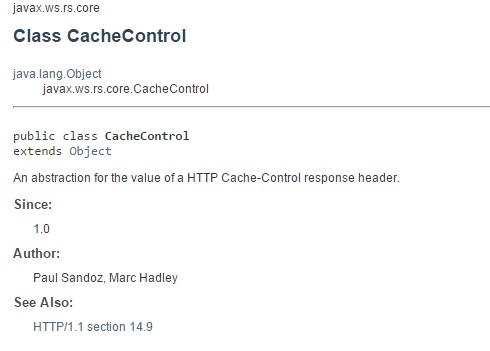 javax.ws.rs.core
Class CacheControl
java.lang.Object
javax.ws.rs.core.CacheControl
public class CacheControl
extends Object
An abstraction for the value of a HTTP Cache-Control response header.
Since:
1.0
Author:
Paul Sandoz, Marc Hadley
See Also:
HTTP/1.1 section 14.9